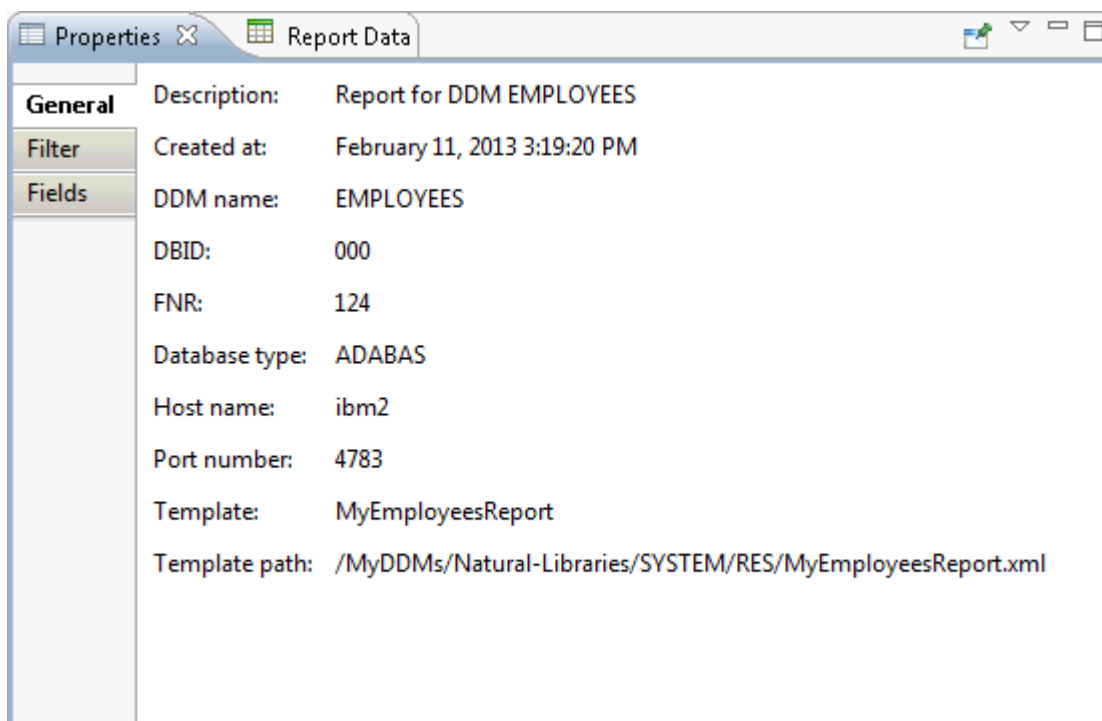 Properties Report Data
General
Filter
Fields
Description: Report for DDM EMPLOYEES
Created at: February 11, 2013 3:19:20 PM
DDM name: EMPLOYEES
DBID: 000
FNR: 124
Database type: ADABAS
Host name: ibm2
Port number: 4783
Template: MyEmployeesReport
Template path: /MyDDMs/Natural-Libraries/SYSTEM/RES/MyEmployeesReport.xml